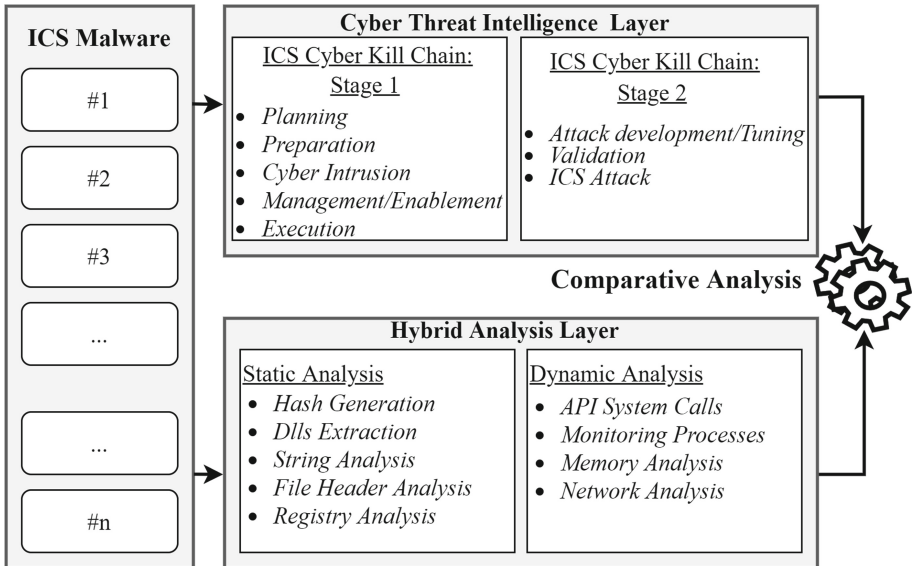 ICS Malware
#1
#2
#3
...
...
#n
Cyber Threat Intelligence Layer
ICS Cyber Kill Chain:
Stage 1
• Planning
• Preparation
• Cyber Intrusion
• Management/Enablement
• Execution
ICS Cyber Kill Chain:
Stage 2
• Attack development/Tuning
• Validation
• ICS Attack
Comparative Analysis
Hybrid Analysis Layer
Static Analysis
• Hash Generation
• Dlls Extraction
• String Analysis
• File Header Analysis
• Registry Analysis
Dynamic Analysis
• API System Calls
• Monitoring Processes
• Memory Analysis
• Network Analysis